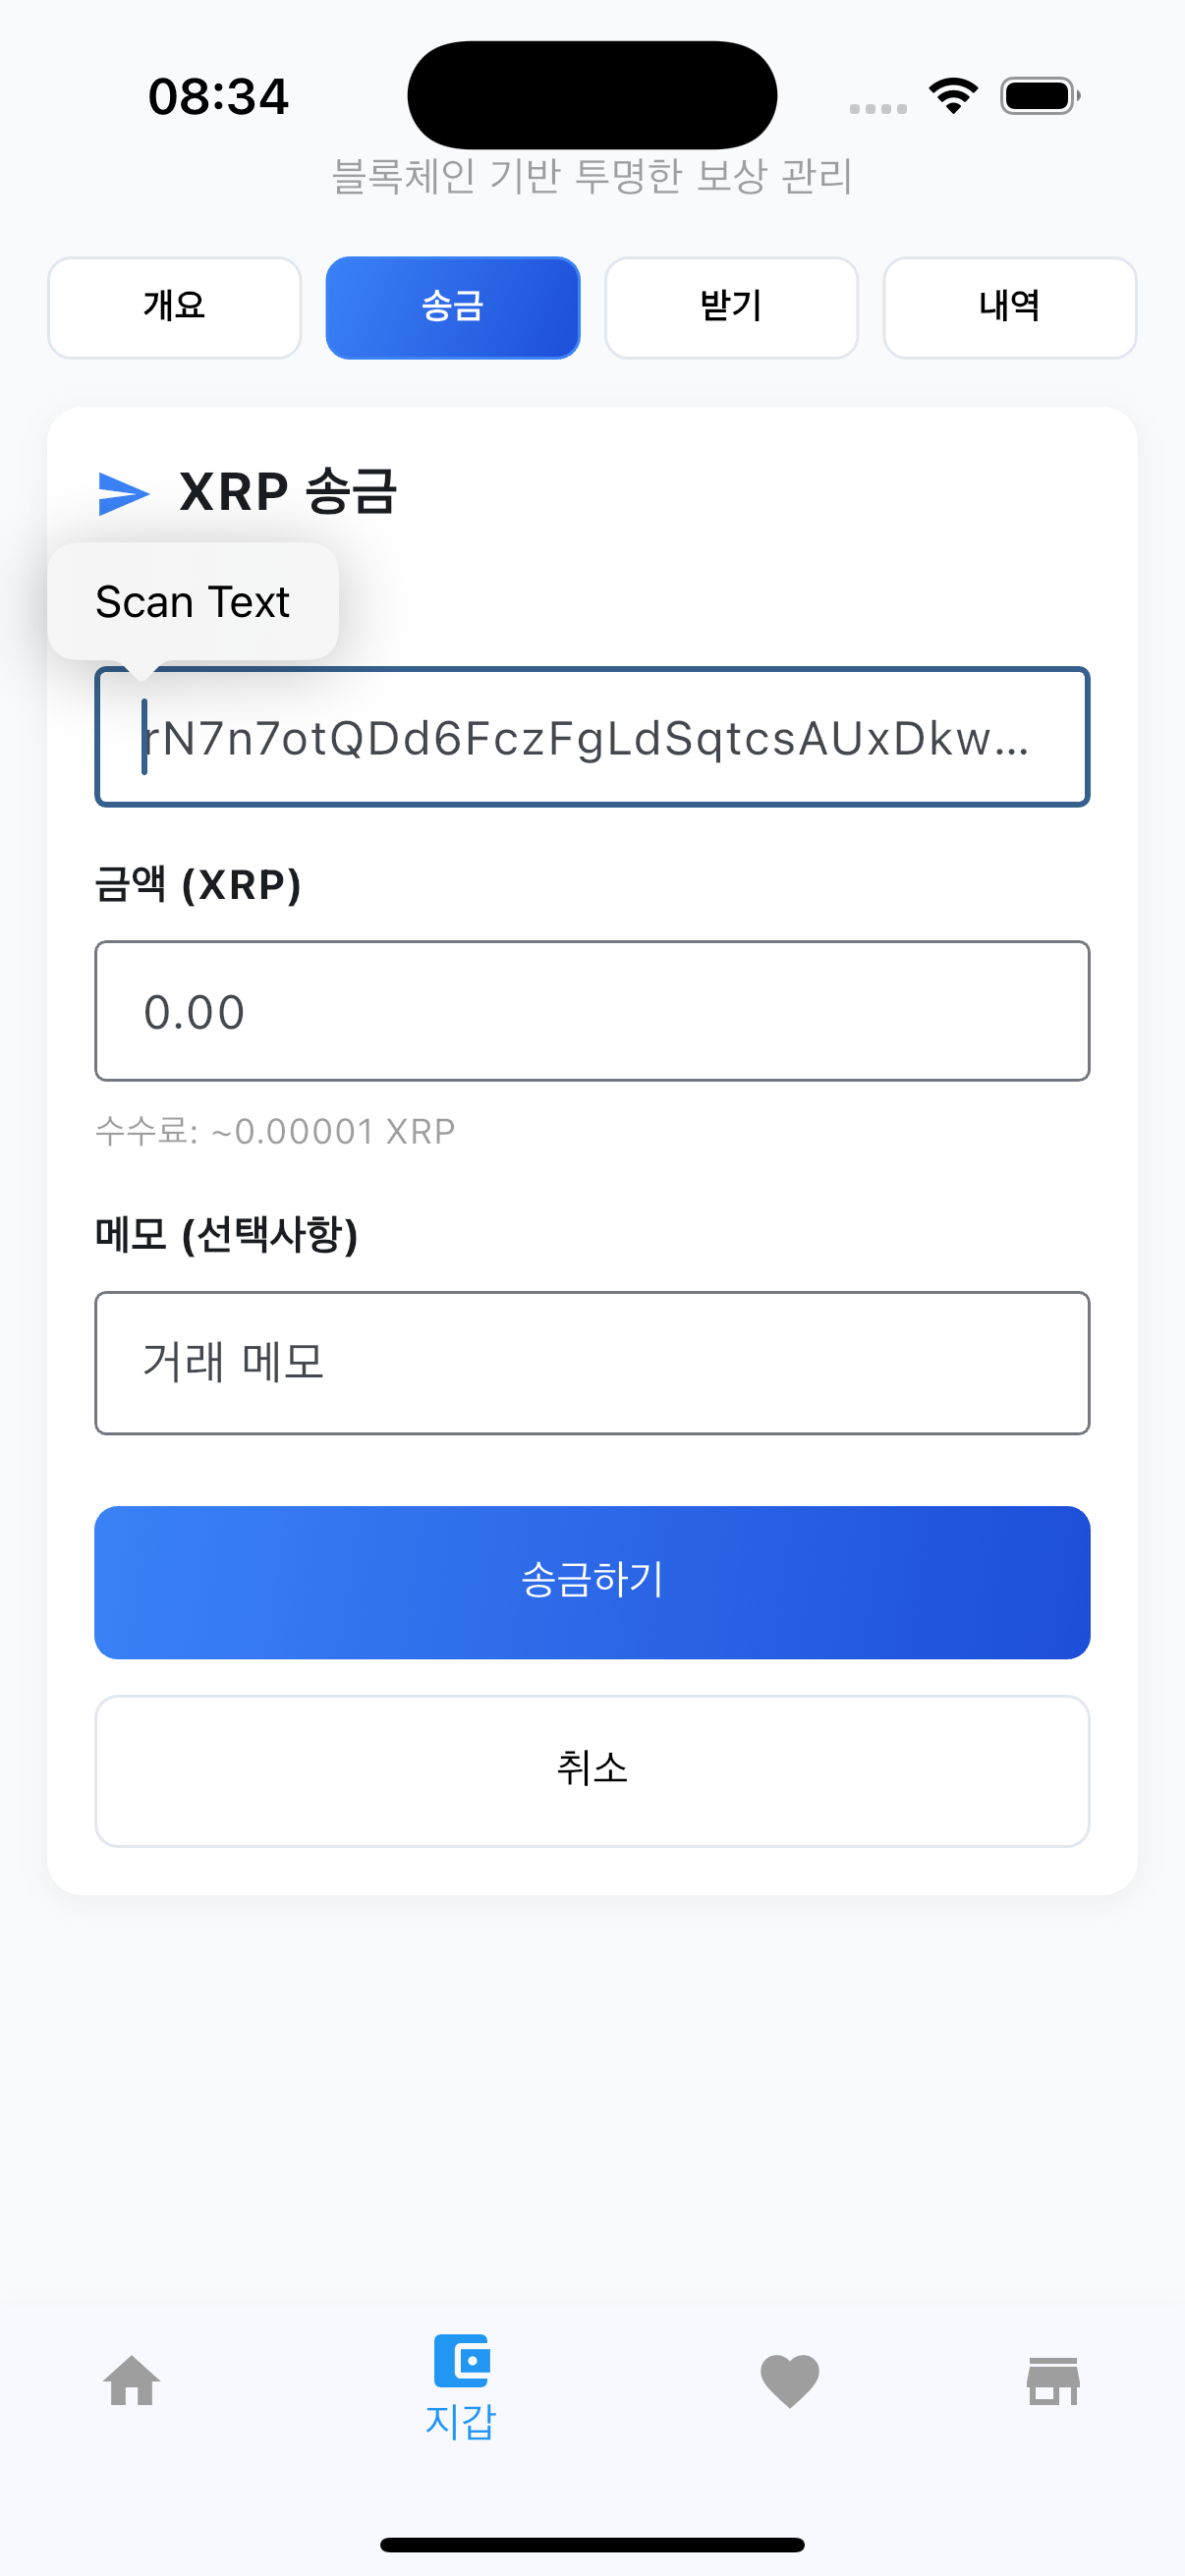 08:34
블록체인 기반 투명한 보상 관리
개요 송금 받기 내역
XRP 송금
Scan Text
rN7n7otQDd6FczFgLdSqtcsAUxDkw...
금액 (XRP)
0.00
수수료: ~0.00001 XRP
메모 (선택사항)
거래 메모
송금하기
취소
지갑